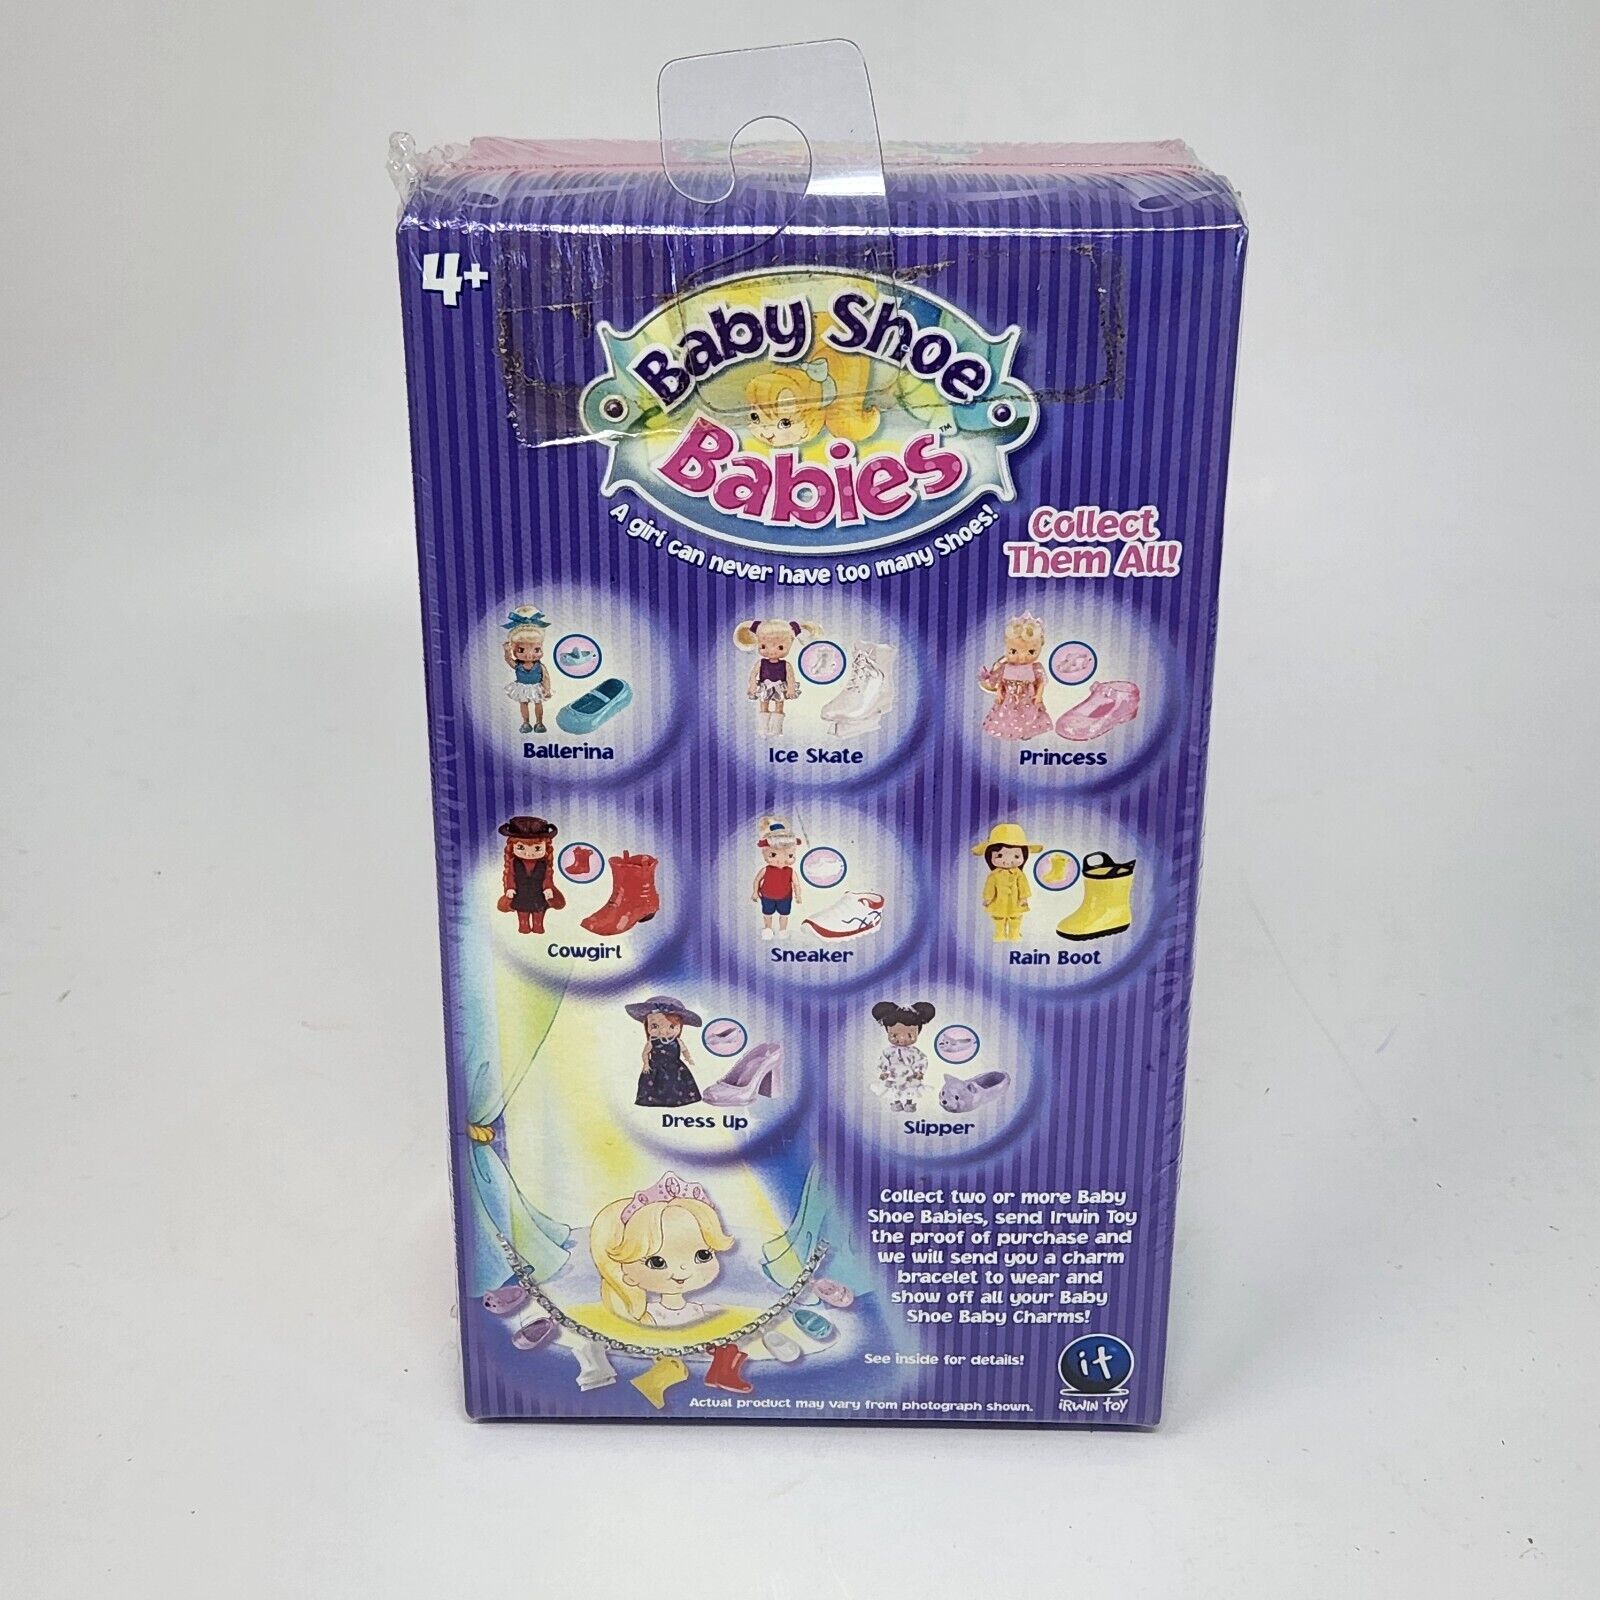 4+
Baby Shoe
Babies™
A girl can never have too many Shoes!
Collect
Them All!
Ballerina
Ice Skate
Princess
Cowgirl
Sneaker
Rain Boot
Dress Up
Slipper
Collect two or more Baby
Shoe Babies, send Irwin Toy
the proof of purchase and
we will send you a charm
bracelet to wear and
show off all your Baby
Shoe Baby Charms!
See inside for details!
it
iRWIN toy
Actual product may vary from photograph shown.